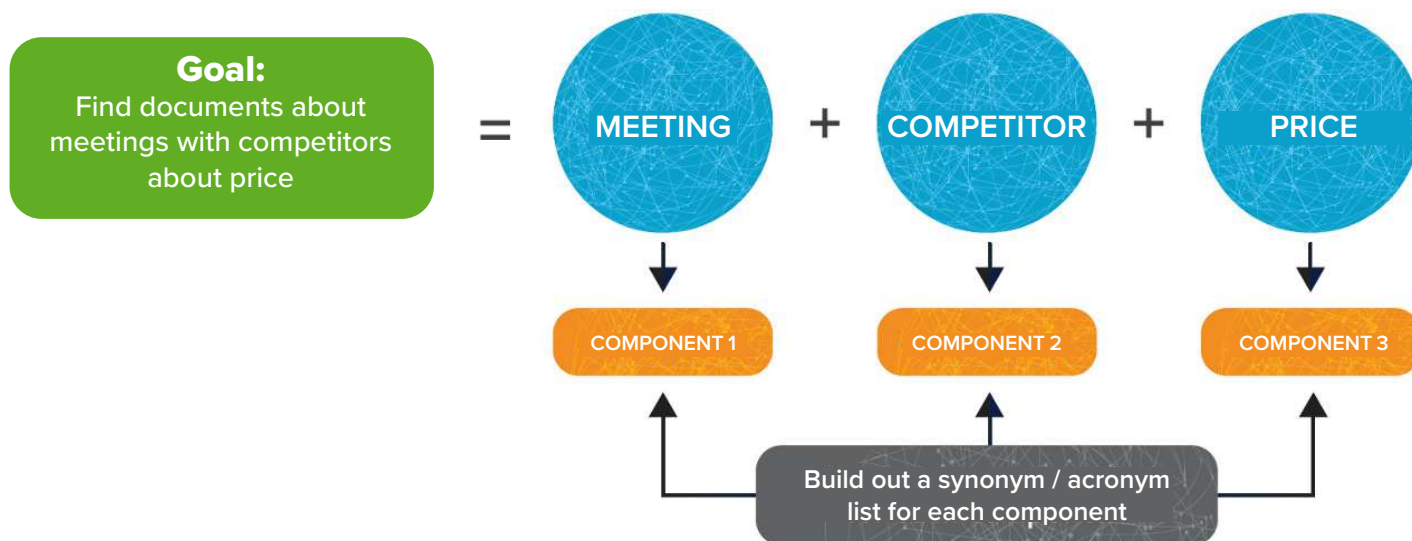 Goal:
Find documents about
meetings with competitors
about price
=
MEETING
+
COMPETITOR
+
PRICE
COMPONENT 1
COMPONENT 2
COMPONENT 3
Build out a synonym / acronym
list for each component